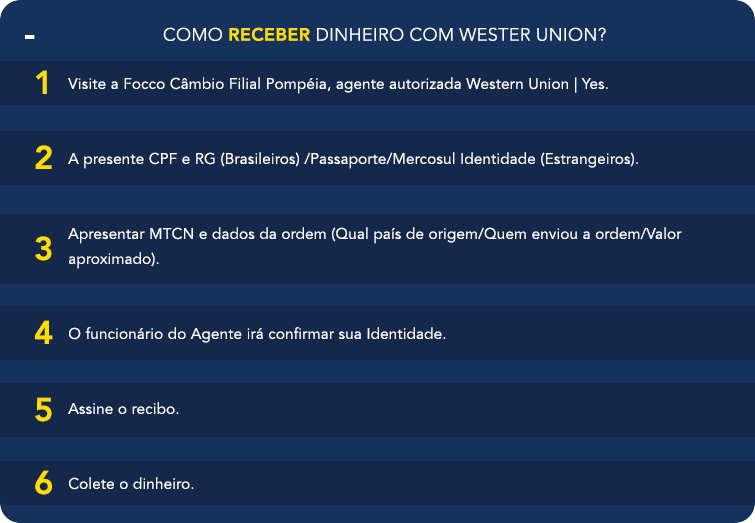 -
COMO RECEBER DINHEIRO COM WESTER UNION?
1 Visite a Focco Câmbio Filial Pompéia, agente autorizada Western Union | Yes.
2 A presente CPF e RG (Brasileiros) /Passaporte/Mercosul Identidade (Estrangeiros).
3 Apresentar MTCN e dados da ordem (Qual país de origem/Quem enviou a ordem/Valor
aproximado).
4 O funcionário do Agente irá confirmar sua Identidade.
5 Assine o recibo.
6 Colete o dinheiro.